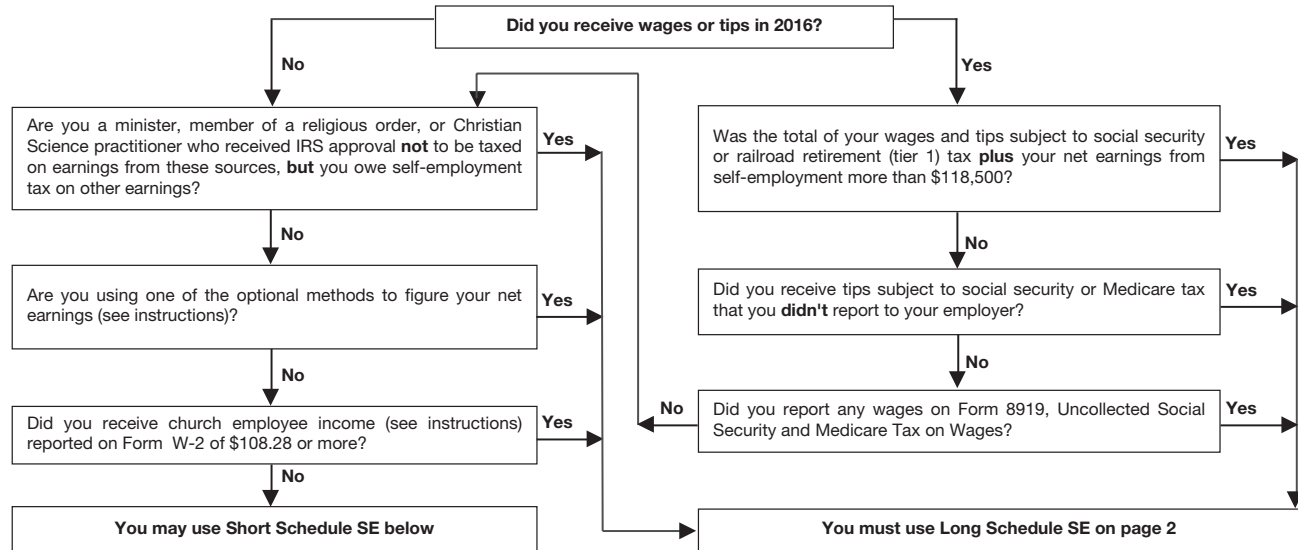 Did you receive wages or tips in 2016?
No
Yes
Are you a minister, member of a religious order, or Christian
Science practitioner who received IRS approval not to be taxed
on earnings from these sources, but you owe self-employment
tax on other earnings?
Yes
No
Are you using one of the optional methods to figure your net
earnings (see instructions)?
Yes
No
Did you receive church employee income (see instructions)
reported on Form W-2 of $108.28 or more?
Yes
No
You may use Short Schedule SE below
Was the total of your wages and tips subject to social security
or railroad retirement (tier 1) tax plus your net earnings from
self-employment more than $118,500?
Yes
No
Did you receive tips subject to social security or Medicare tax
that you didn't report to your employer?
Yes
No
No
Did you report any wages on Form 8919, Uncollected Social
Security and Medicare Tax on Wages?
Yes
You must use Long Schedule SE on page 2